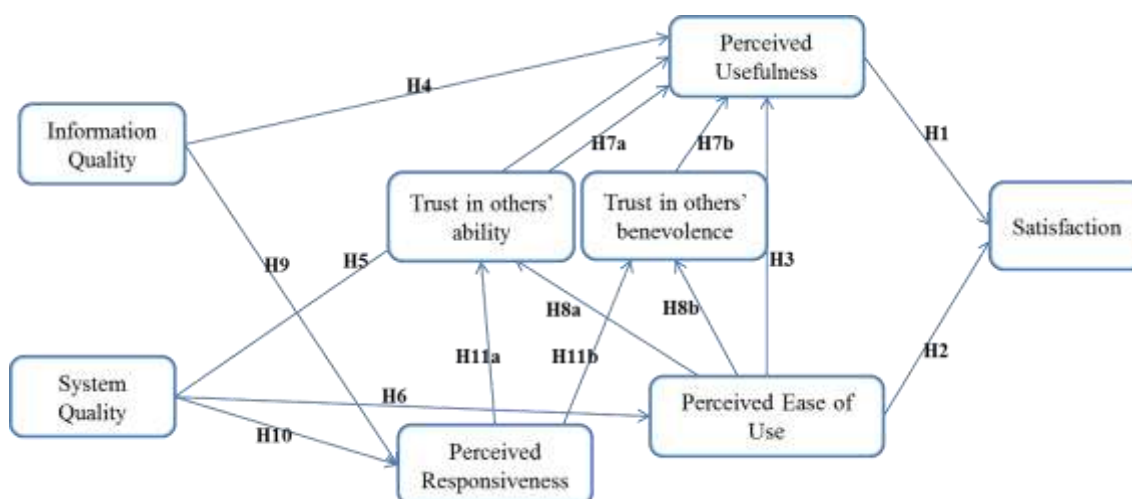 Perceived
Usefulness
H4
Information
Quality
H7a
H7b
H1
Trust in others'
ability
Trust in others'
benevolence
Satisfaction
H9
H5
H3
H8a
H8b
H11a
H11b
H2
System
Quality
H6
Perceived Ease of
Use
H10
Perceived
Responsiveness